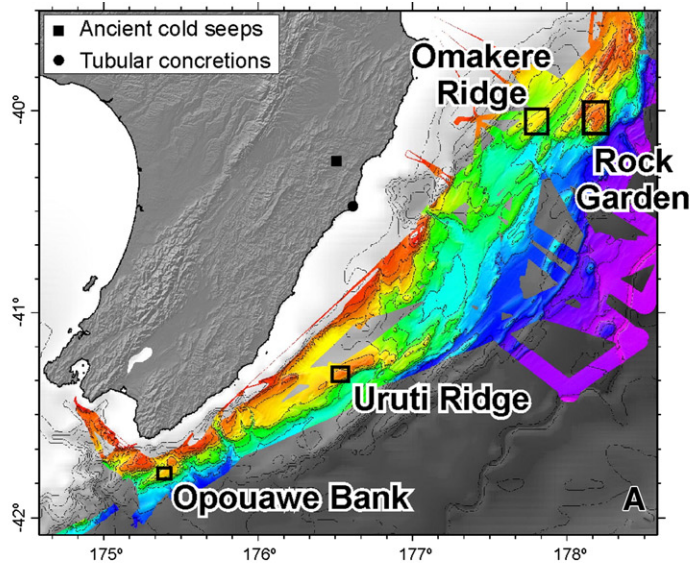 Ancient cold seeps
Tubular concretions
Omakere
Ridge
Rock
Garden
Uruti Ridge
Opouawe Bank
A
-40°
-41°
-42°
175°
176°
177°
178°